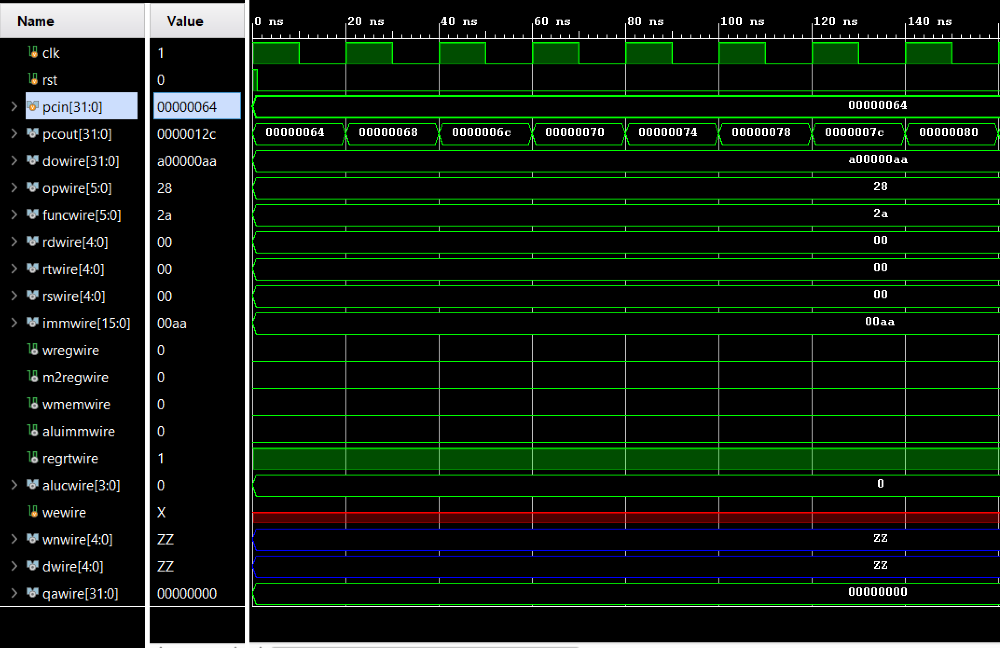 Name Value 0 ns 20 ns 40 ns 60 ns 80 ns 100 ns 120 ns 140 ns
clk 1
rst 0
pcin[31:0] 00000064 00000064
pcout[31:0] 0000012c 00000064 00000068 0000006c 00000070 00000074 00000078 0000007c 00000080
dowire[31:0] a00000aa a00000aa
opwire[5:0] 28 28
funcwire[5:0] 2a 2a
rdwire[4:0] 00 00
rtwire[4:0] 00 00
rswire[4:0] 00 00
immwire[15:0] 00aa 00aa
wregwire 0
m2regwire 0
wmemwire 0
aluimmwire 0
regrtwire 1
alucwire[3:0] 0 0
wewire X
wnwire[4:0] ZZ ZZ
dwire[4:0] ZZ ZZ
qawire[31:0] 00000000 00000000